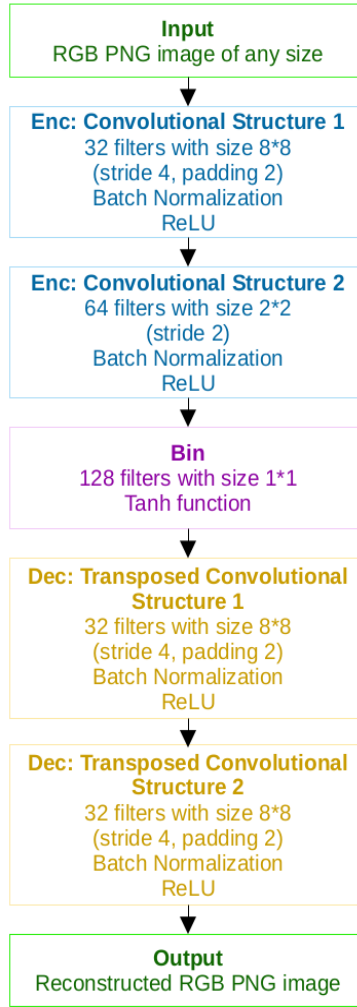 Input
RGB PNG image of any size
Enc: Convolutional Structure 1
32 filters with size 8*8
(stride 4, padding 2)
Batch Normalization
ReLU
Enc: Convolutional Structure 2
64 filters with size 2*2
(stride 2)
Batch Normalization
ReLU
Bin
128 filters with size 1*1
Tanh function
Dec: Transposed Convolutional
Structure 1
32 filters with size 8*8
(stride 4, padding 2)
Batch Normalization
ReLU
Dec: Transposed Convolutional
Structure 2
32 filters with size 8*8
(stride 4, padding 2)
Batch Normalization
ReLU
Output
Reconstructed RGB PNG image